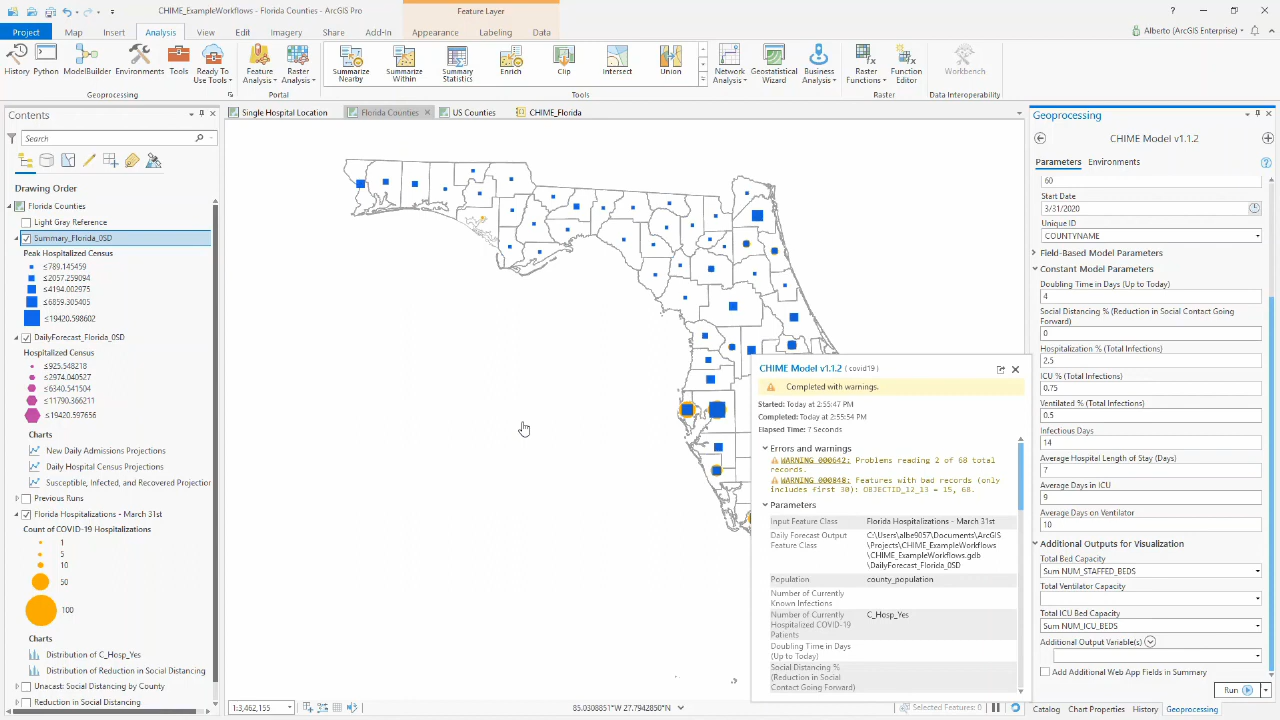 CHIME_ExampleWorkflows - Florida Counties - ArcGIS Pro
Feature Layer
Project
Map
Insert
Analysis
View
Edit
Imagery
Share
Add-In
Appearance
Labeling
Data
Alberto (ArcGIS Enterprise)
History
Python
ModelBuilder
Environments
Tools
Ready To Use Tools
Feature Analysis
Raster Analysis
Summarize Nearby
Summarize Within
Summary Statistics
Enrich
Clip
Intersect
Union
Network Analysis
Geostatistical Wizard
Business Analysis
Raster Functions
Function Editor
Workbench
Geoprocessing
Portal
Tools
Raster
Data Interoperability
Contents
Search
Drawing Order
Florida Counties
Light Gray Reference
Summary_Florida_0SD
Peak Hospitalized Census
≤789.145459
≤2057.259094
≤4194.002975
≤6859.305405
≤19420.598602
DailyForecast_Florida_0SD
Hospitalized Census
≤925.548218
≤2974.040527
≤6340.541504
≤11790.366211
≤19420.597656
Charts
New Daily Admissions Projections
Daily Hospital Census Projections
Susceptible, Infected, and Recovered Projection
Previous Runs
Florida Hospitalizations - March 31st
Count of COVID-19 Hospitalizations
1
5
10
50
100
Charts
Distribution of C_Hosp_Yes
Distribution of Reduction in Social Distancing
Unacast: Social Distancing by County
Reduction in Social Distancing
Single Hospital Location
Florida Counties
US Counties
CHIME_Florida
CHIME Model v1.1.2 (covid19)
Completed with warnings.
Started: Today at 2:55:47 PM
Completed: Today at 2:55:54 PM
Elapsed Time: 7 Seconds
Errors and warnings
WARNING 000642: Problems reading 2 of 68 total
records.
WARNING 000848: Features with bad records (only
includes first 30): OBJECTID_12_13 = 15, 68.
Parameters
Input Feature Class Florida Hospitalizations - March 31st
Daily Forecast Output Feature Class C:\Users\albe9057\Documents\ArcGIS
\Projects\CHIME_ExampleWorkflows
\CHIME_ExampleWorkflows.gdb
\DailyForecast_Florida_0SD
Population county_population
Number of Currently
Known Infections
Number of Currently C_Hosp_Yes
Hospitalized COVID-19
Patients
Doubling Time in Days
(Up to Today)
Social Distancing %
(Reduction in Social
Contact Going Forward)
1:3,462,155
85.0308851°W 27.7942850°N
Selected Features: 0
Geoprocessing
CHIME Model v1.1.2
Parameters
Environments
60
Start Date
3/31/2020
Unique ID
COUNTYNAME
Field-Based Model Parameters
Constant Model Parameters
Doubling Time in Days (Up to Today)
4
Social Distancing % (Reduction in Social Contact Going
Forward)
0
Hospitalization % (Total Infections)
2.5
ICU % (Total Infections)
0.75
Ventilated % (Total Infections)
0.5
Infectious Days
14
Average Hospital Length of Stay (Days)
7
Average Days in ICU
9
Average Days on Ventilator
10
Additional Outputs for Visualization
Total Bed Capacity
Sum NUM_STAFFED_BEDS
Total Ventilator Capacity
Total ICU Bed Capacity
Sum NUM_ICU_BEDS
Additional Output Variable(s)
Add Additional Web App Fields in Summary
Run
Catalog
Chart Properties
History
Geoprocessing